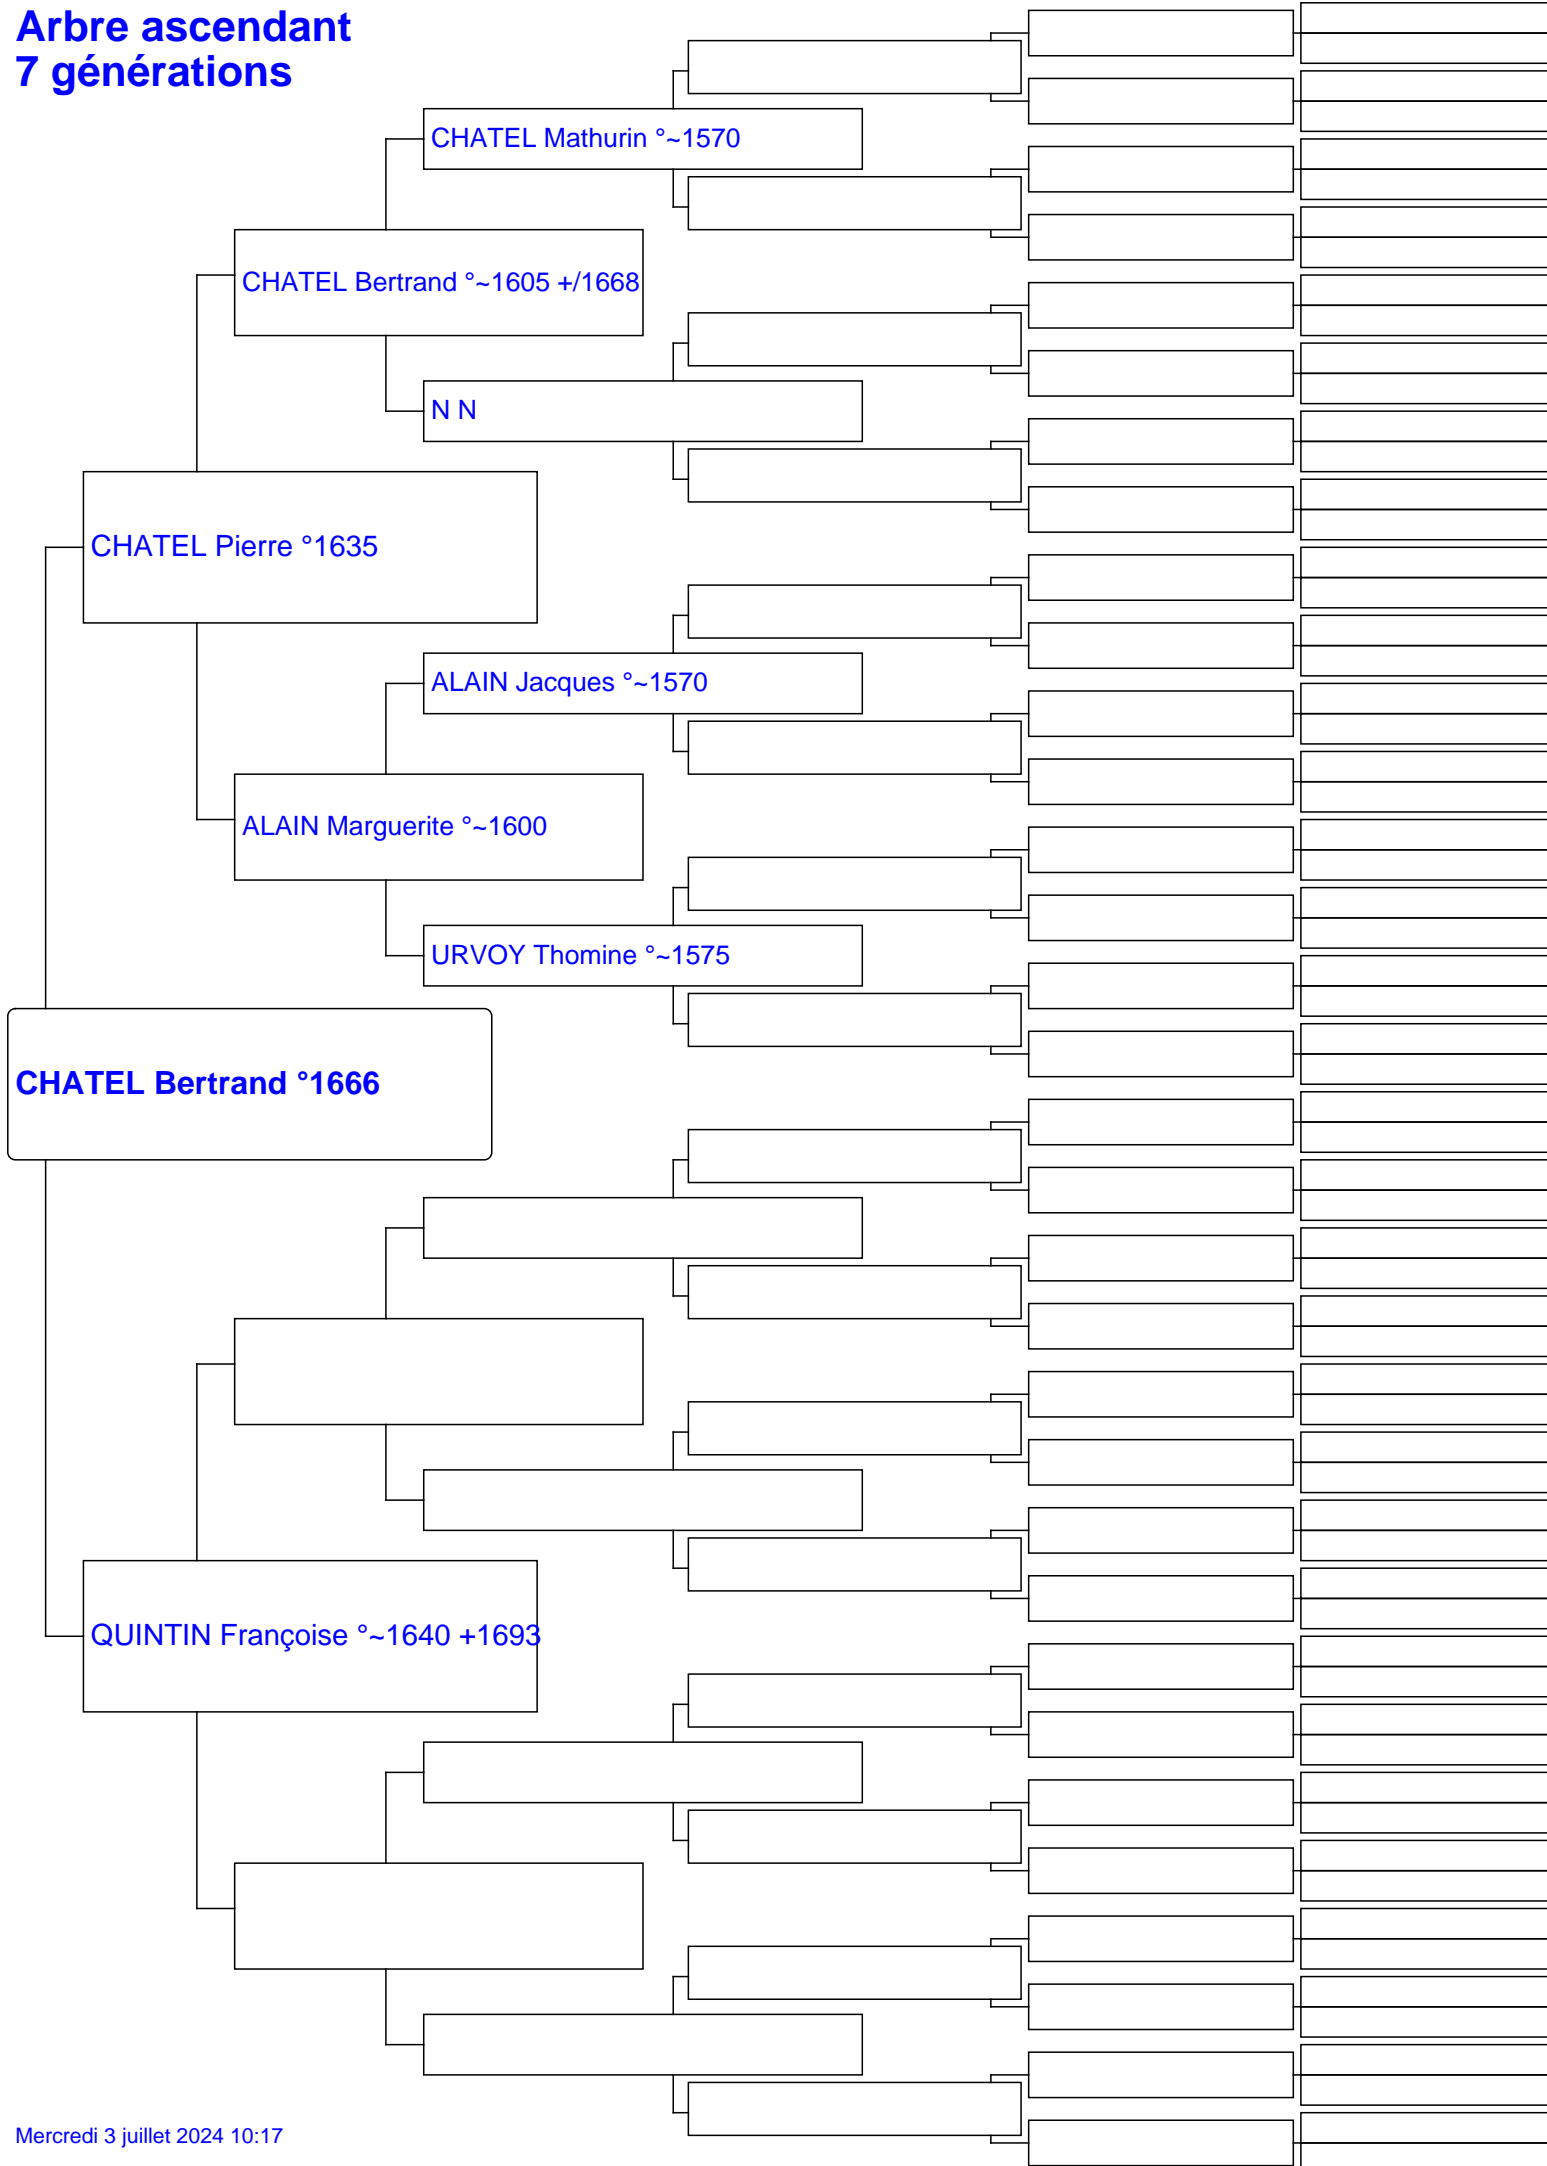 Arbre ascendant
7 générations
CHATEL Mathurin °~1570
CHATEL Bertrand °~1605 +/1668
N N
CHATEL Pierre °1635
ALAIN Jacques °~1570
ALAIN Marguerite °~1600
URVOY Thomine °~1575
CHATEL Bertrand °1666
QUINTIN Françoise °~1640 +1693
Mercredi 3 juillet 2024 10:17